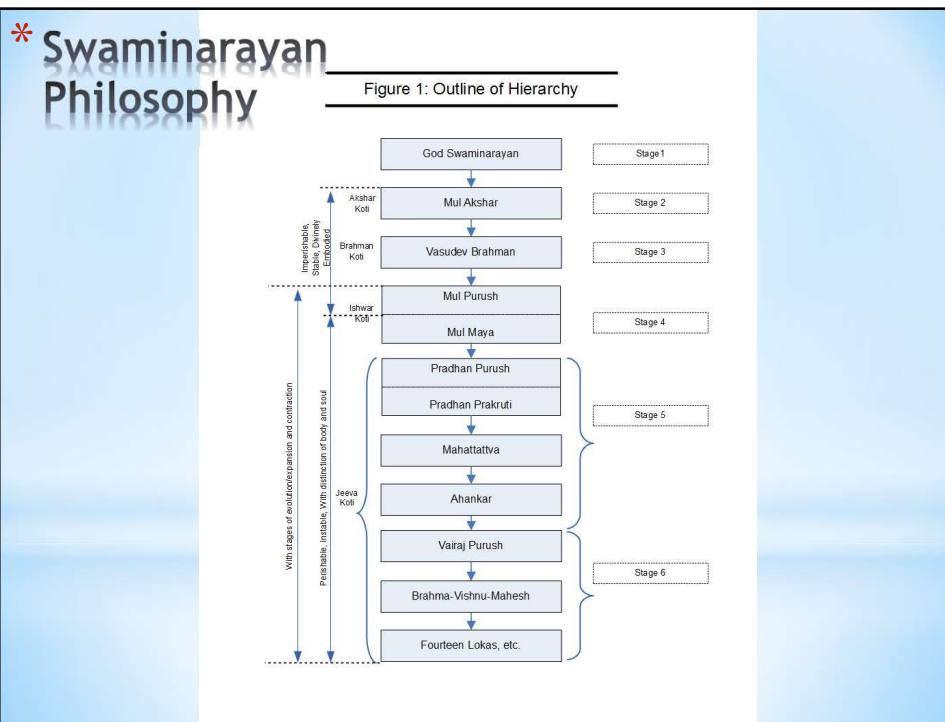 * Swaminarayan
Philosophy
Figure 1: Outline of Hierarchy
God Swaminarayan
Stage1
Akshar
Koti
Mul Akshar
Stage 2
Imperishable,
Stable, Divinely
Embodied
Brahman
Koti
Vasudev Brahman
Stage 3
Mul Purush
Ishwar
Koti
Mul Maya
Stage 4
Pradhan Purush
Pradhan Prakruti
Stage 5
Mahattattva
With stages of evolution/expansion and contraction
Perishable, Instable, With distinction of body and soul
Jeeva
Koti
Ahankar
Vairaj Purush
Stage 6
Brahma-Vishnu-Mahesh
Fourteen Lokas, etc.